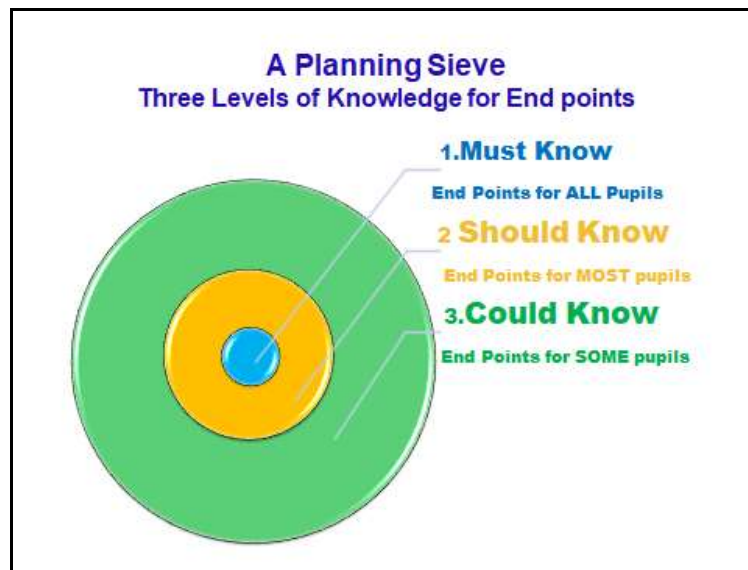 A Planning Sieve
Three Levels of Knowledge for End points
1.Must Know
End Points for ALL Pupils
2 Should Know
End Points for MOST pupils
3.Could Know
End Points for SOME pupils